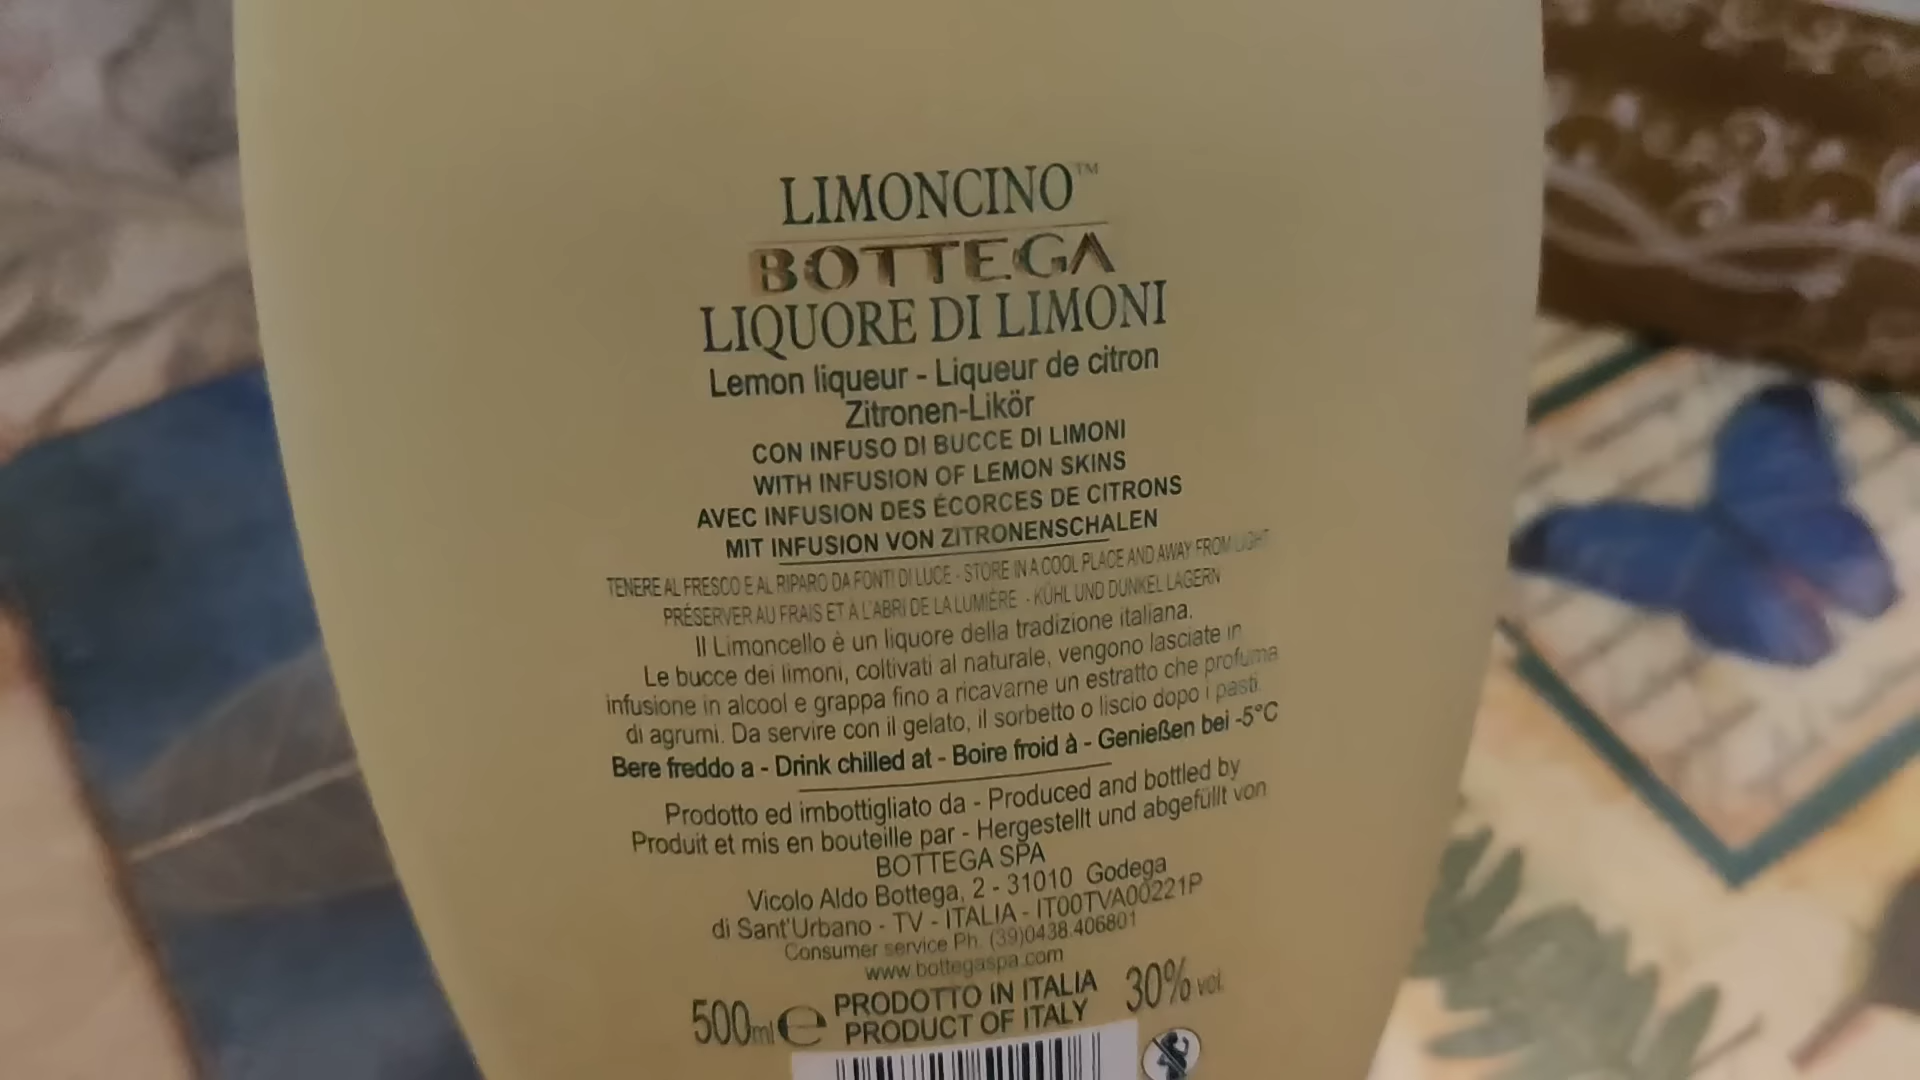 LIMONCINO™
BOTTEGA
LIQUORE DI LIMONI
Lemon liqueur - Liqueur de citron
Zitronen-Likör
CON INFUSO DI BUCCE DI LIMONI
WITH INFUSION OF LEMON SKINS
AVEC INFUSION DES ÉCORCES DE CITRONS
MIT INFUSION VON ZITRONENSCHALEN
TENERE AL FRESCO E AL RIPARO DA FONTI DI LUCE - STORE IN A COOL PLACE AND AWAY FROM LIGHT
PRÉSERVER AU FRAIS ET À L'ABRI DE LA LUMIÈRE - KÜHL UND DUNKEL LAGERN
Il Limoncello è un liquore della tradizione italiana.
Le bucce dei limoni, coltivati al naturale, vengono lasciate in
infusione in alcool e grappa fino a ricavarne un estratto che profuma
di agrumi. Da servire con il gelato, il sorbetto o liscio dopo i pasti.
Bere freddo a - Drink chilled at - Boire froid à - Genießen bei -5°C
Prodotto ed imbottigliato da - Produced and bottled by
Produit et mis en bouteille par - Hergestellt und abgefüllt von
BOTTEGA SPA
Vicolo Aldo Bottega, 2 - 31010 Godega
di Sant'Urbano - TV - ITALIA - IT00TVA00221P
Consumer service Ph. (39)0438.406801
www.bottegaspa.com
500ml e PRODOTTO IN ITALIA 30% vol.
PRODUCT OF ITALY